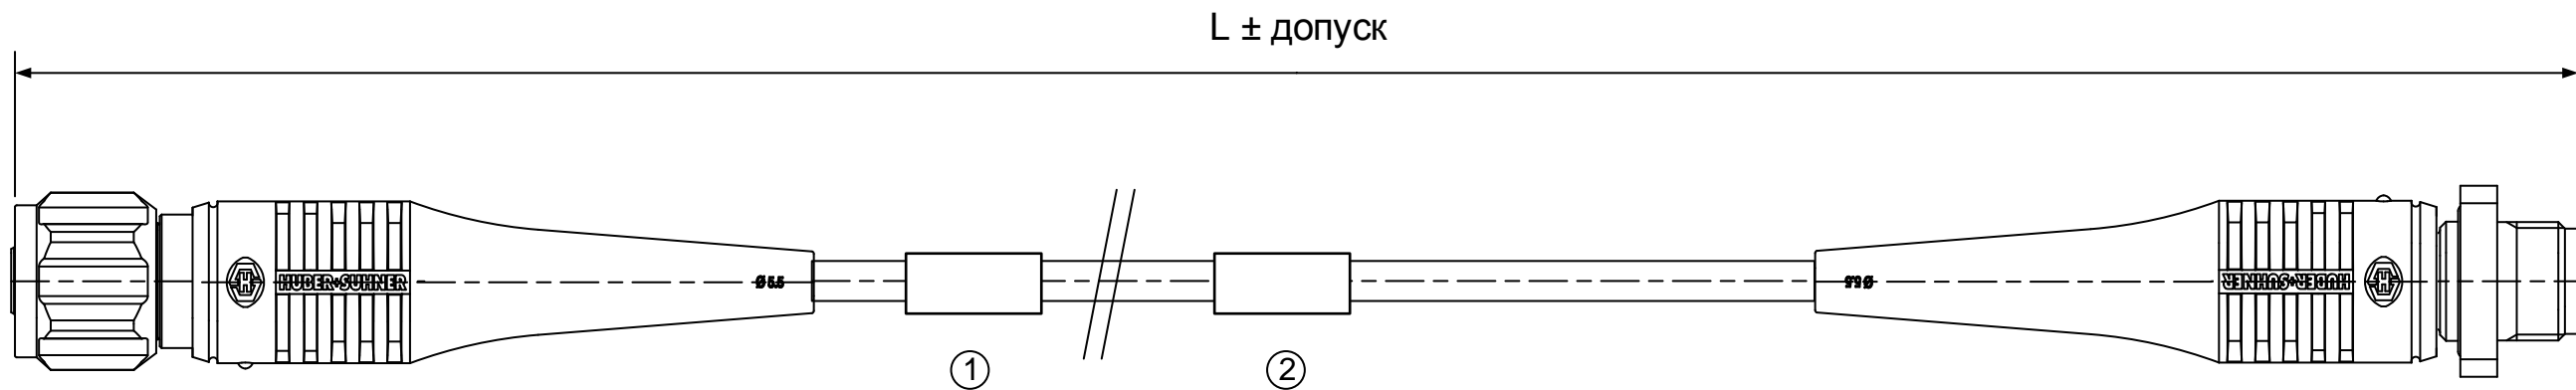 L ± допуск
HUBER+SUHNER
Ø 5.5
Ø 5.5
HUBER+SUHNER
1
2